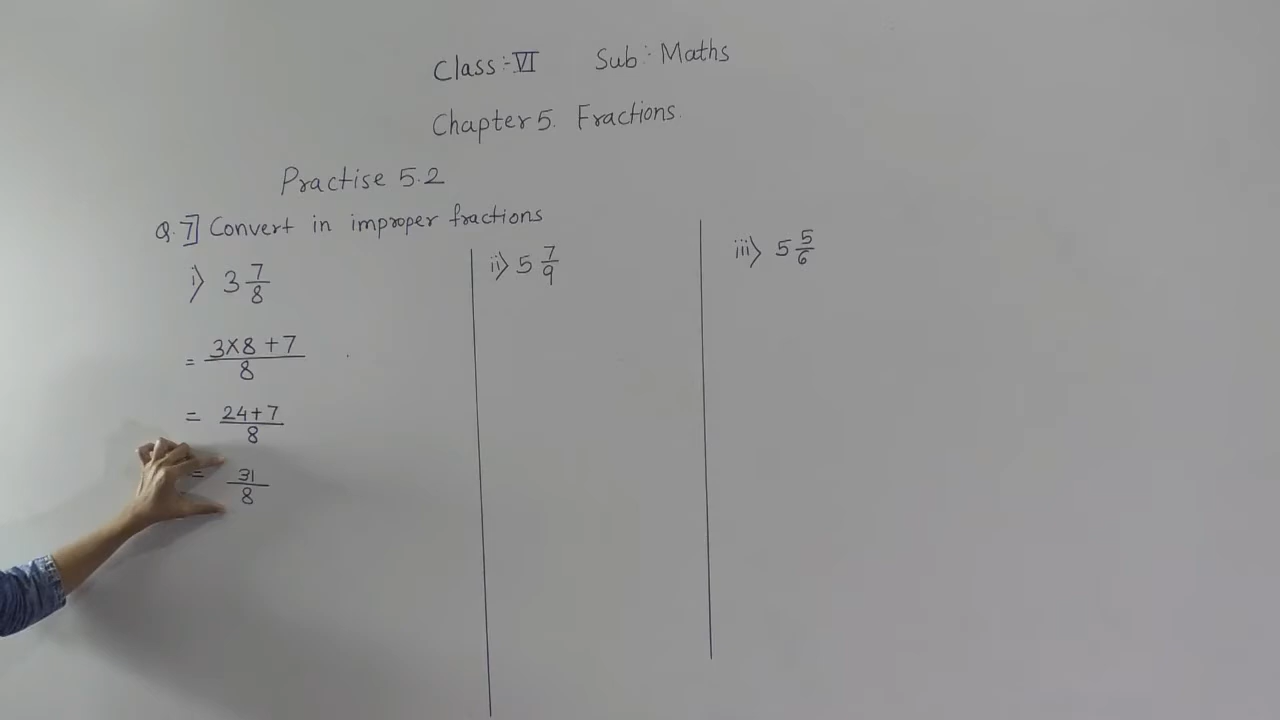 Class :- VI Sub :- Maths
Chapter 5. Fractions.
Practise 5.2
Q.7] Convert in improper fractions
i) 3 7/8
= 3×8 + 7 / 8
= 24+7 / 8
= 31 / 8
ii) 5 7/9
iii) 5 5/6